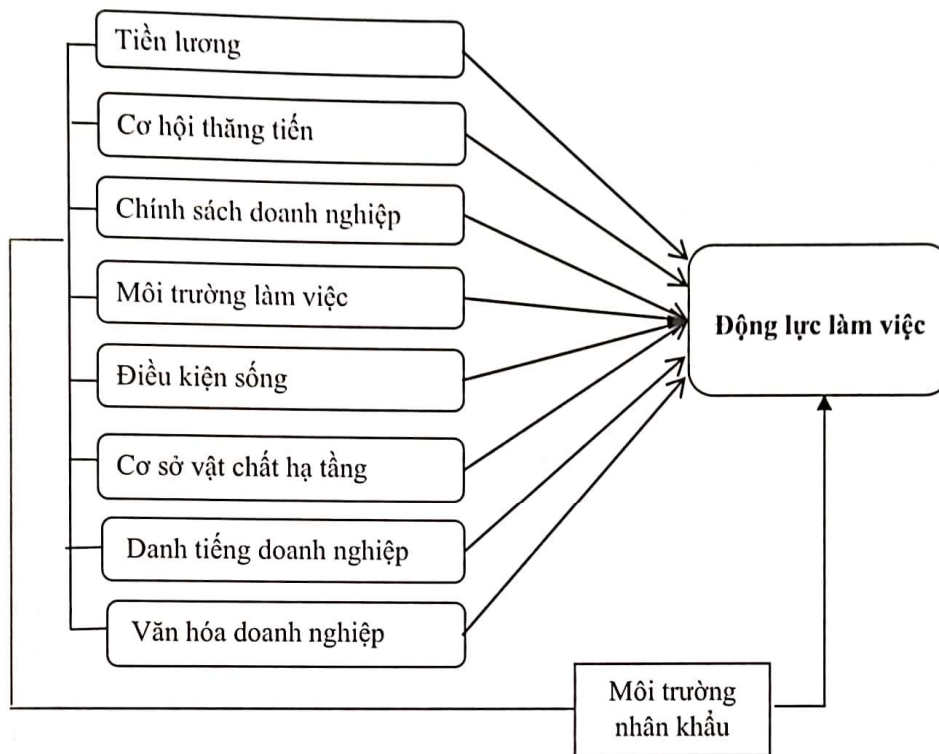 Tiền lương
Cơ hội thăng tiến
Chính sách doanh nghiệp
Môi trường làm việc
Điều kiện sống
Cơ sở vật chất hạ tầng
Danh tiếng doanh nghiệp
Văn hóa doanh nghiệp
Động lực làm việc
Môi trường
nhân khẩu